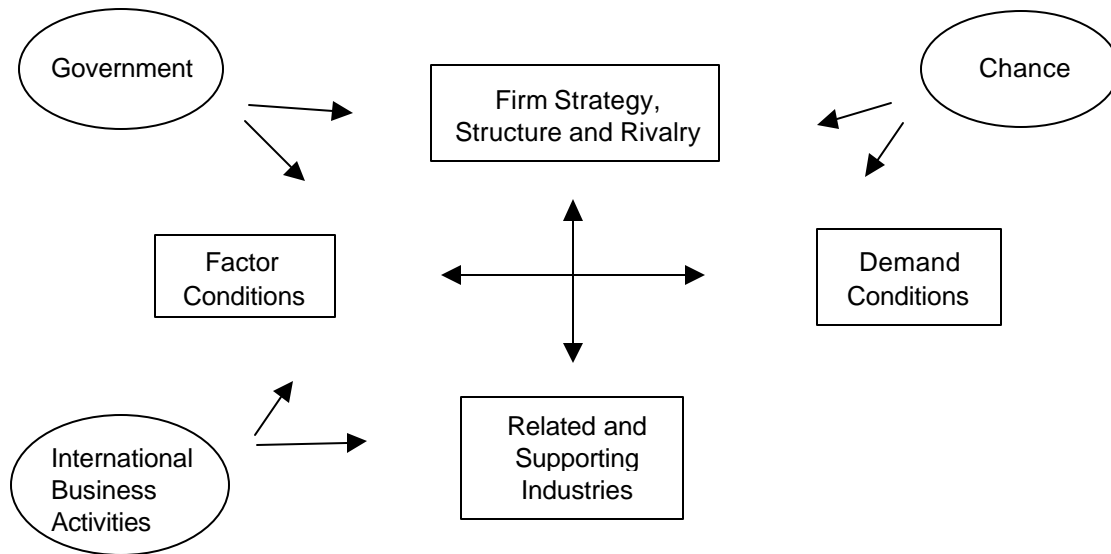 Government
Chance
Firm Strategy,
Structure and Rivalry
Factor
Conditions
Demand
Conditions
International
Business
Activities
Related and
Supporting
Industries